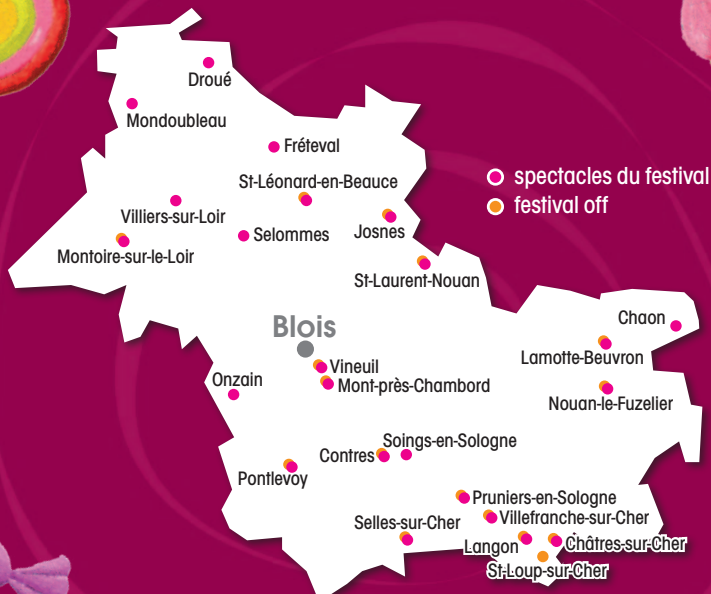 Droué
Mondoubleau
Fréteval
St-Léonard-en-Beauce
spectacles du festival
festival off
Villiers-sur-Loir
Selommes
Josnes
Montoire-sur-le-Loir
St-Laurent-Nouan
Chaon
Blois
Lamotte-Beuvron
Vineuil
Onzain
Mont-près-Chambord
Nouan-le-Fuzelier
Soings-en-Sologne
Contres
Pontlevoy
Pruniers-en-Sologne
Selles-sur-Cher
Villefranche-sur-Cher
Langon
Châtres-sur-Cher
St-Loup-sur-Cher